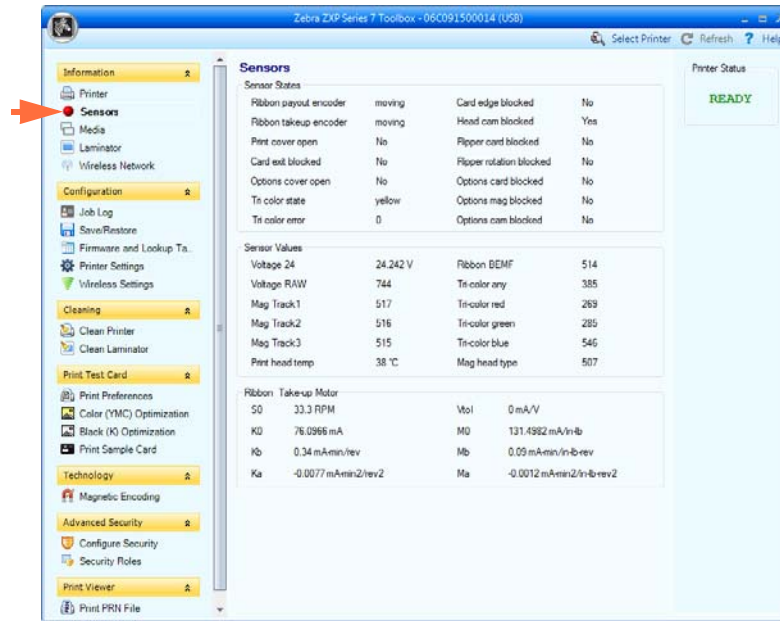 Zebra ZXP Series 7 Toolbox - 06C091500014 (USB)
Select Printer Refresh ? Help
Information
Printer
Sensors
Media
Laminator
Wireless Network
Configuration
Job Log
Save/Restore
Firmware and Lookup Ta..
Printer Settings
Wireless Settings
Cleaning
Clean Printer
Clean Laminator
Print Test Card
Print Preferences
Color (YMC) Optimization
Black (K) Optimization
Print Sample Card
Technology
Magnetic Encoding
Advanced Security
Configure Security
Security Roles
Print Viewer
Print PRN File
Sensors
Sensor States
Ribbon payout encoder moving Card edge blocked No
Ribbon takeup encoder moving Head cam blocked Yes
Print cover open No Flipper card blocked No
Card exit blocked No Flipper rotation blocked No
Options cover open No Options card blocked No
Tri color state yellow Options mag blocked No
Tri color error 0 Options cam blocked No
Sensor Values
Voltage 24 24.242 V Ribbon BEMF 514
Voltage RAW 744 Tri-color any 385
Mag Track1 517 Tri-color red 269
Mag Track2 516 Tri-color green 285
Mag Track3 515 Tri-color blue 546
Print head temp 38 °C Mag head type 507
Ribbon Take-up Motor
S0 33.3 RPM Vtol 0 mA/V
K0 76.0966 mA M0 131.4982 mA/in-lb
Kb 0.34 mA-min/rev Mb 0.09 mA-min/in-lb-rev
Ka -0.0077 mA-min2/rev2 Ma -0.0012 mA-min2/in-lb-rev2
Printer Status
READY